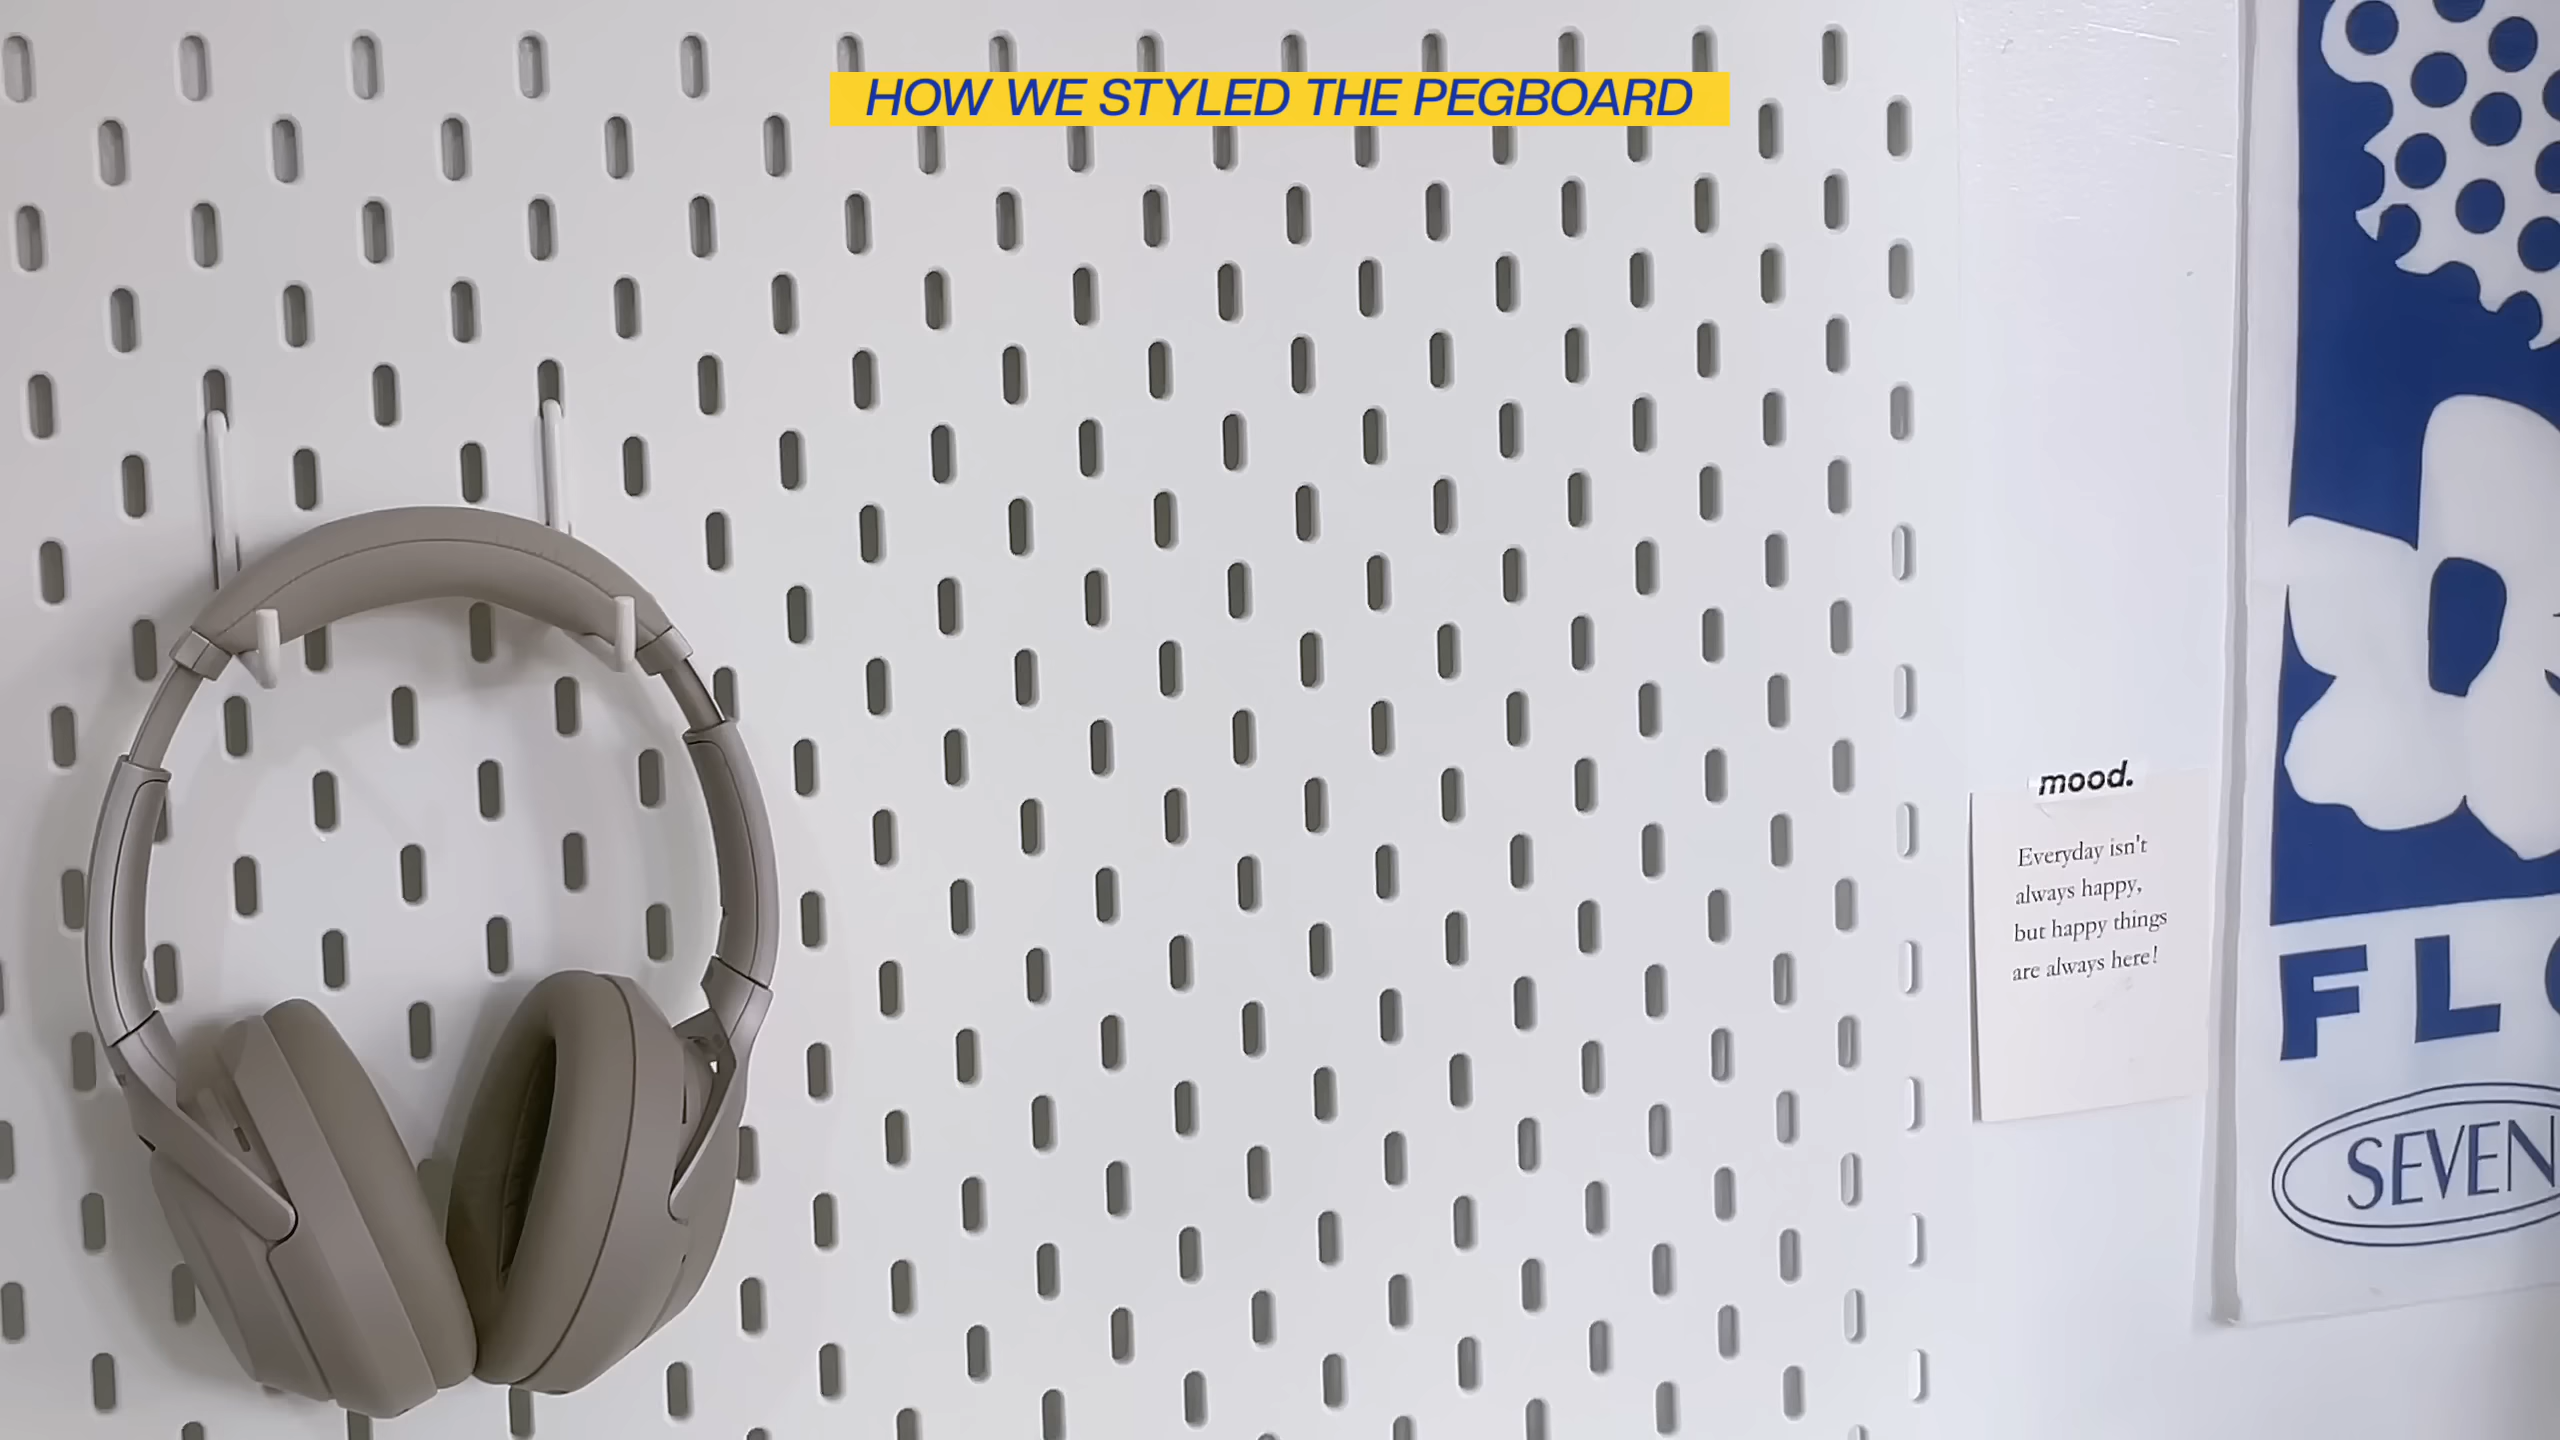 HOW WE STYLED THE PEGBOARD
mood.
Everyday isn't
always happy,
but happy things
are always here!
FL
SEVEN